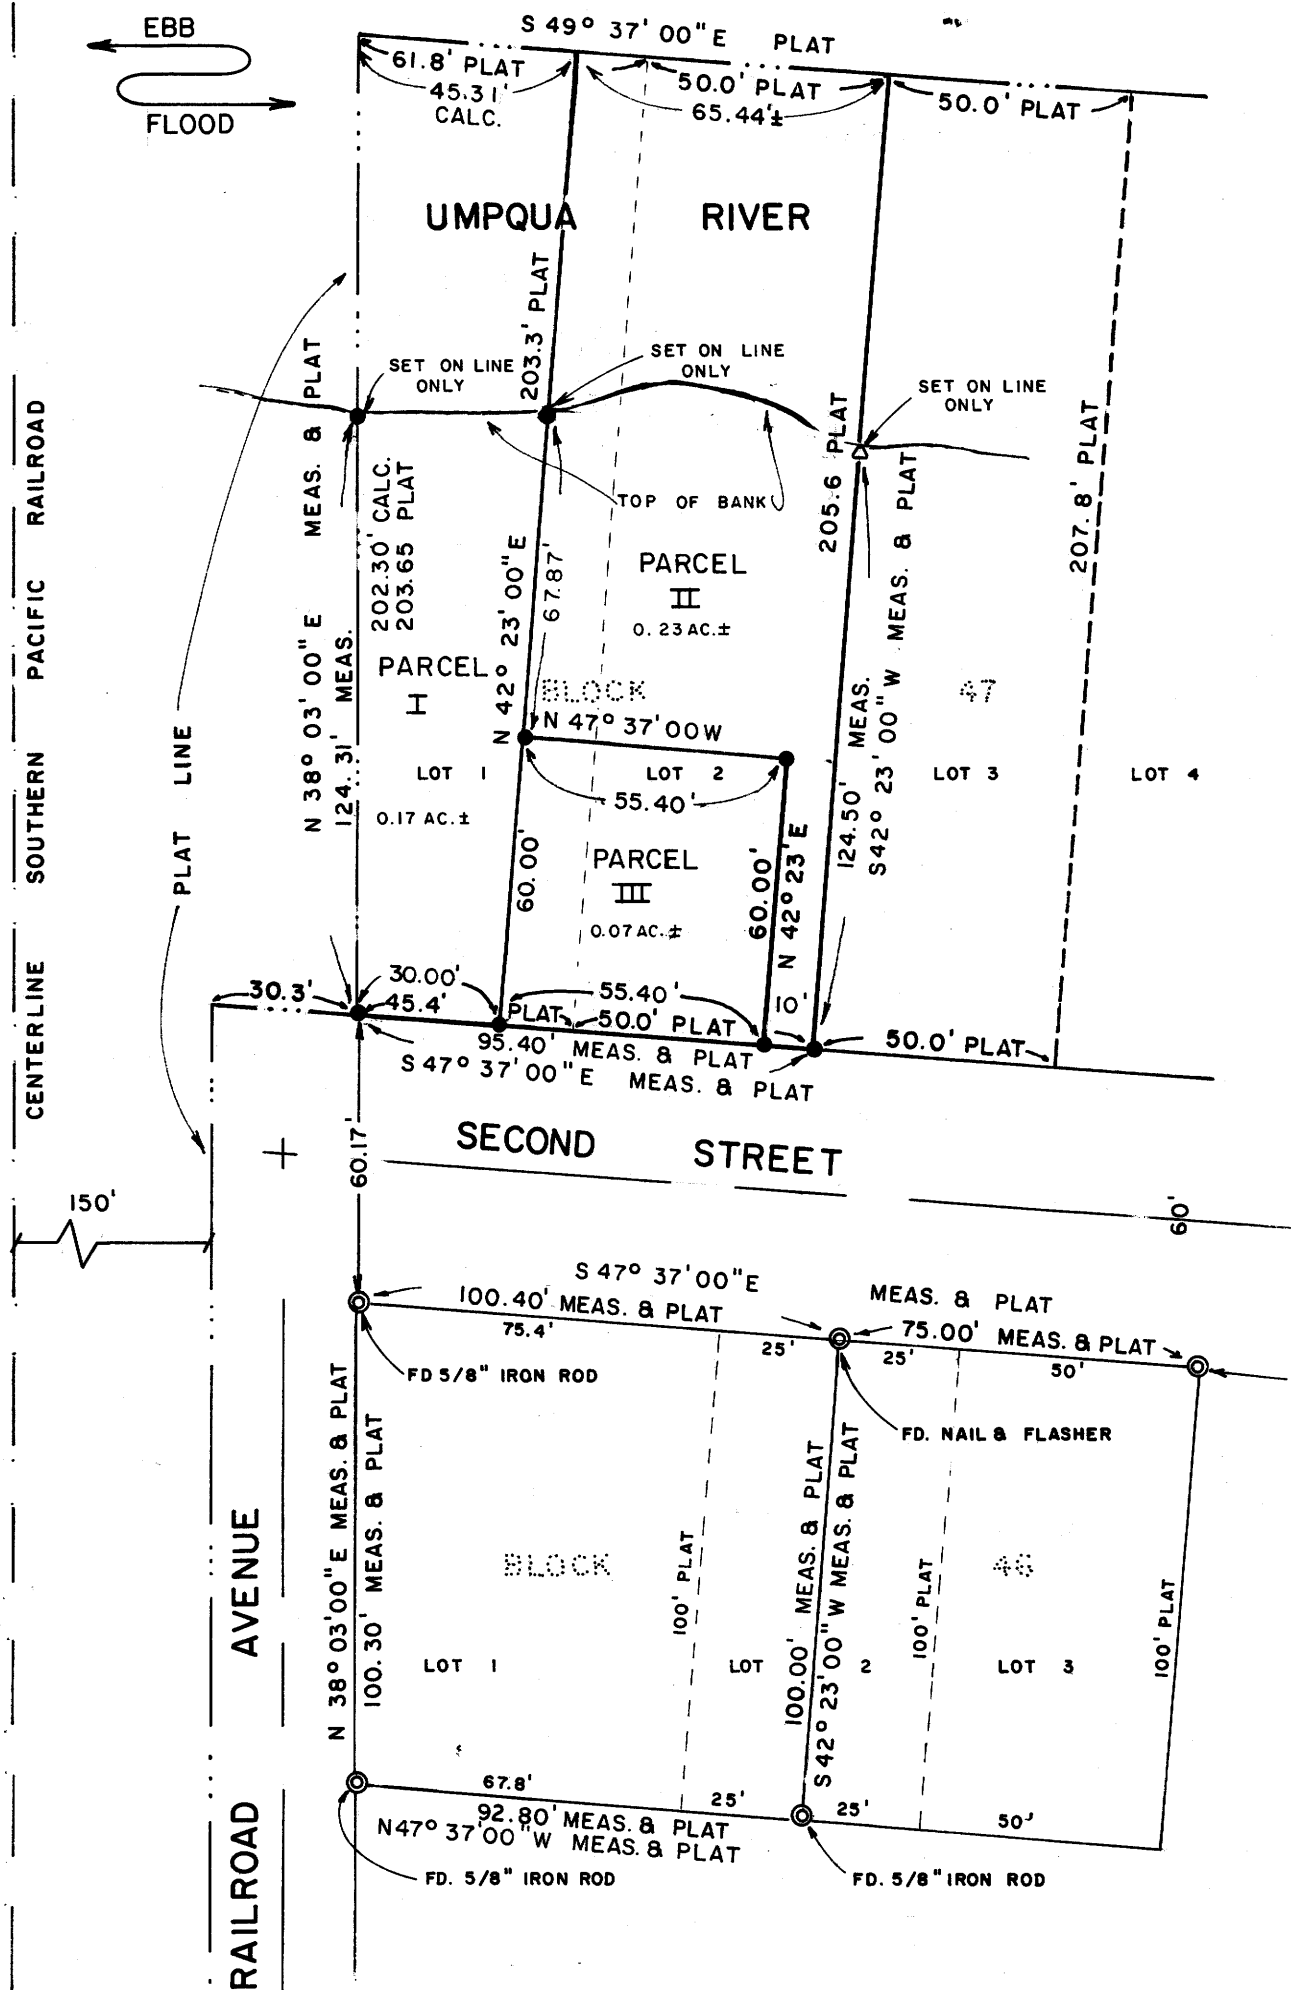 EBB
FLOOD
S 49° 37' 00" E PLAT
61.8' PLAT
45.31'
CALC.
50.0' PLAT
65.44'±
50.0' PLAT
UMPQUA RIVER
203.3' PLAT
SET ON LINE
ONLY
SET ON LINE
ONLY
SET ON LINE
ONLY
TOP OF BANK
N 38° 03' 00" E MEAS. & PLAT
124.31' MEAS.
202.30' CALC.
203.65 PLAT
N 42° 23' 00" E
67.87'
205.6 PLAT
124.50' MEAS.
S 42° 23' 00" W MEAS. & PLAT
207.8' PLAT
PARCEL
I
0.17 AC.±
PARCEL
II
0.23 AC.±
BLOCK 47
N 47° 37' 00 W
LOT 1
LOT 2
LOT 3
LOT 4
55.40'
PARCEL
III
0.07 AC.±
60.00'
60.00'
N 42° 23' E
PLAT LINE
CENTERLINE SOUTHERN PACIFIC RAILROAD
30.3'
30.00'
45.4'
55.40'
10'
PLAT
50.0' PLAT
50.0' PLAT
95.40' MEAS. & PLAT
S 47° 37' 00" E MEAS. & PLAT
60.17'
SECOND STREET
60'
150'
S 47° 37' 00" E MEAS. & PLAT
100.40' MEAS. & PLAT
75.00' MEAS. & PLAT
75.4'
25'
25'
50'
FD 5/8" IRON ROD
FD. NAIL & FLASHER
N 38° 03' 00" E MEAS. & PLAT
100.30' MEAS. & PLAT
100' PLAT
100.00' MEAS. & PLAT
S 42° 23' 00" W MEAS. & PLAT
100' PLAT
100' PLAT
BLOCK
LOT 1
LOT 2
LOT 3
67.8'
25'
25'
50'
92.80' MEAS. & PLAT
N 47° 37' 00" W MEAS. & PLAT
FD. 5/8" IRON ROD
FD. 5/8" IRON ROD
RAILROAD AVENUE